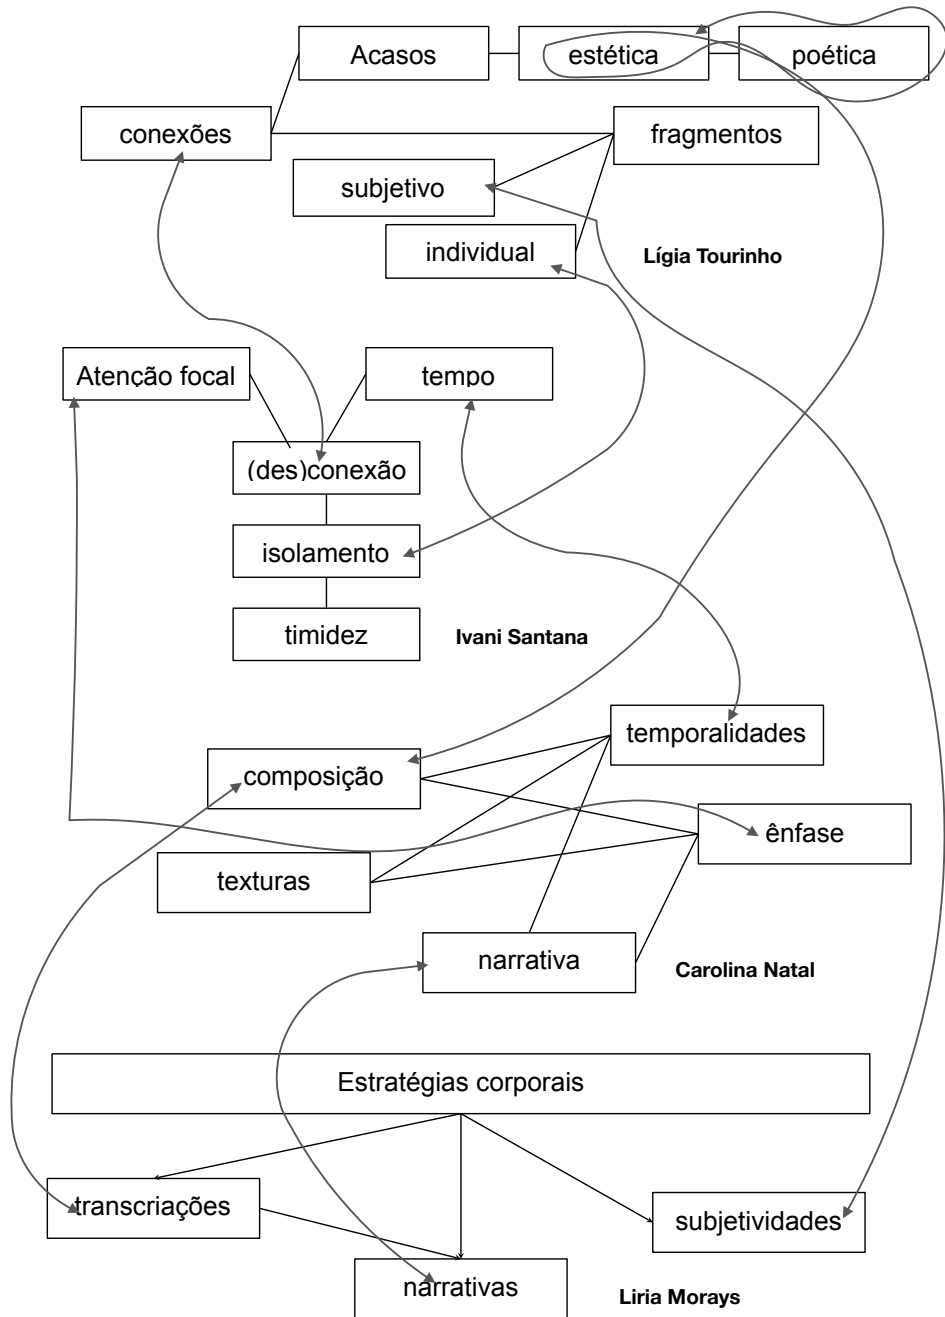 Acasos
estética
poética
conexões
fragmentos
subjetivo
individual
Lígia Tourinho
Atenção focal
tempo
(des)conexão
isolamento
timidez
Ivani Santana
temporalidades
composição
ênfase
texturas
narrativa
Carolina Natal
Estratégias corporais
transcriações
subjetividades
narrativas
Liria Morays